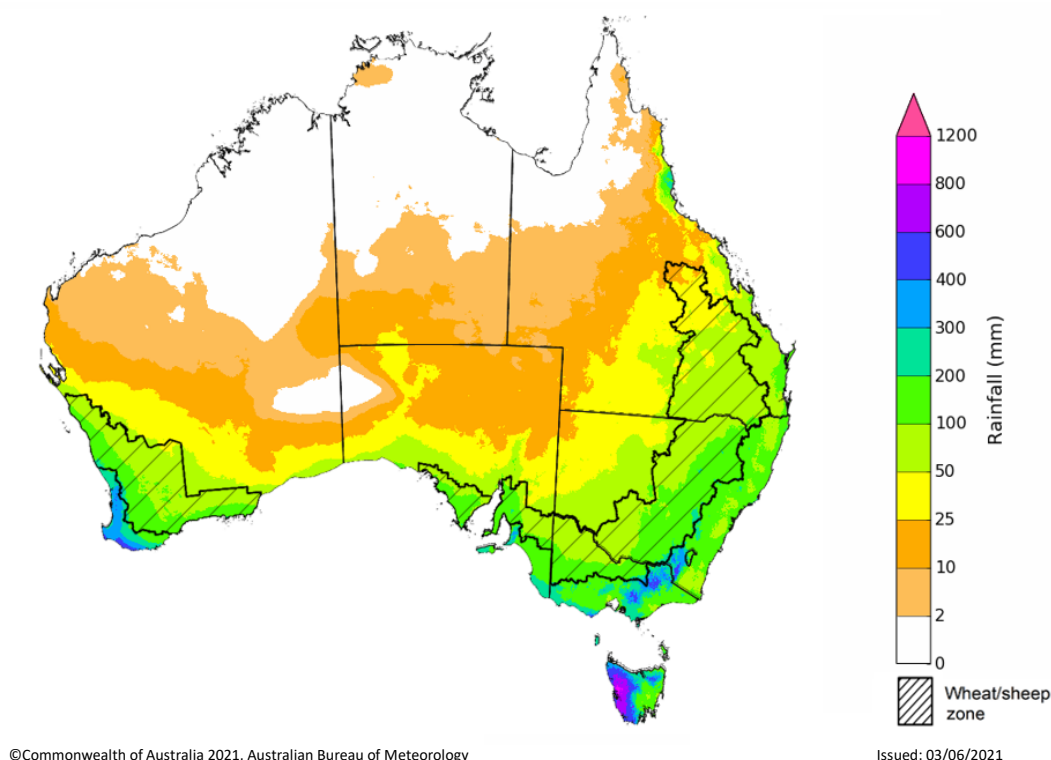 1200
800
600
400
300
200
100
50
25
10
2
0
Rainfall (mm)
Wheat/sheep
zone
©Commonwealth of Australia 2021, Australian Bureau of Meteorology
Issued: 03/06/2021